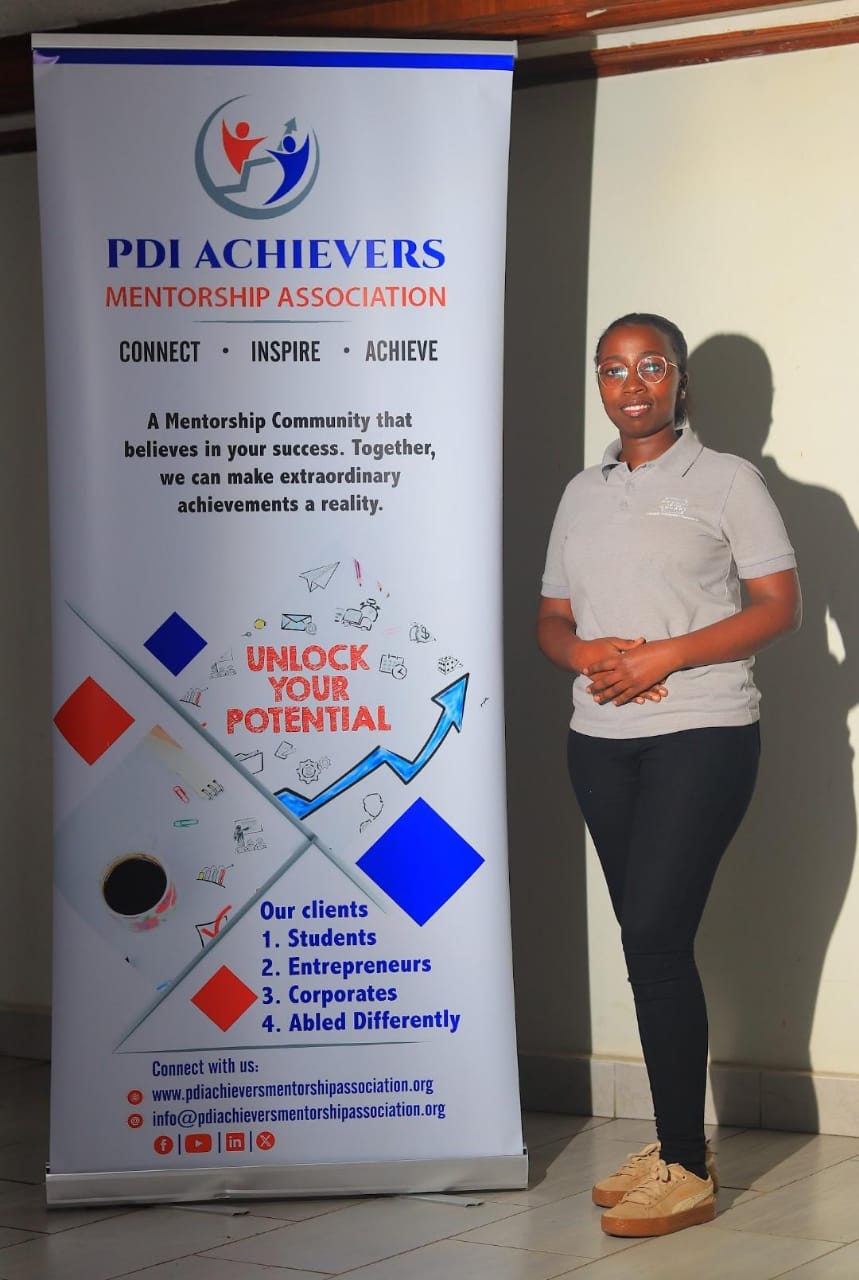 PDI ACHIEVERS
MENTORSHIP ASSOCIATION
CONNECT • INSPIRE • ACHIEVE
A Mentorship Community that
believes in your success. Together,
we can make extraordinary
achievements a reality.
UNLOCK
YOUR
POTENTIAL
Our clients
1. Students
2. Entrepreneurs
3. Corporates
4. Abled Differently
Connect with us:
www.pdiachieversmentorshipassociation.org
info@pdiachieversmentorshipassociation.org